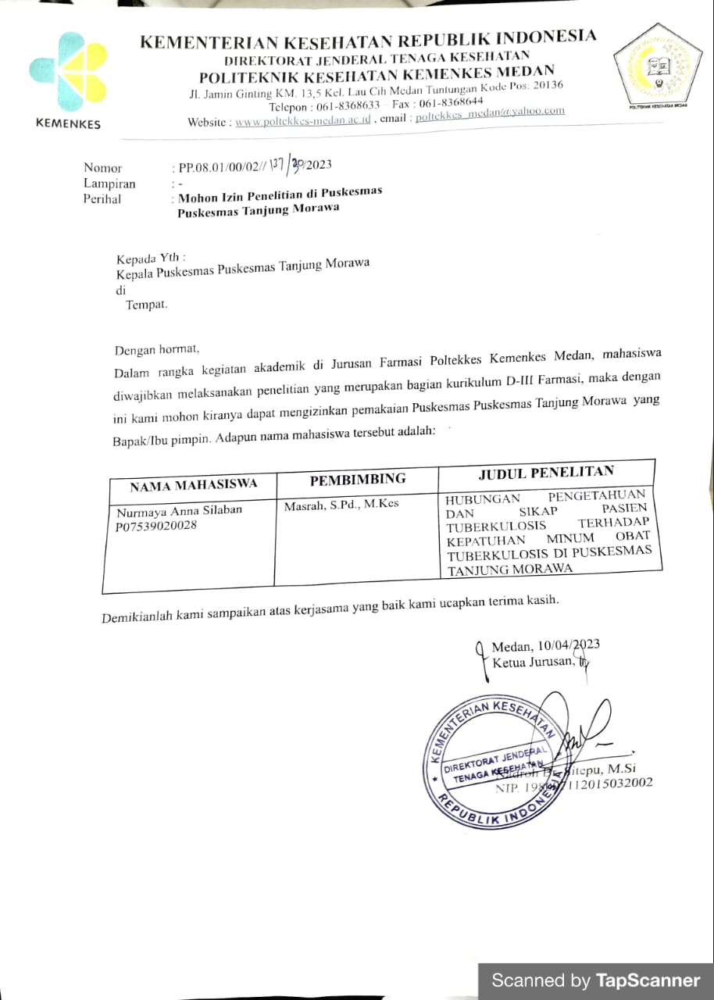 KEMENTERIAN KESEHATAN REPUBLIK INDONESIA
DIREKTORAT JENDERAL TENAGA KESEHATAN
POLITEKNIK KESEHATAN KEMENKES MEDAN
Jl. Jamin Ginting KM. 13,5 Kel. Lau Cih Medan Tuntungan Kode Pos: 20136
Telepon : 061-8368633 – Fax : 061-8368644
Website : www.poltekkes-medan.ac.id , email : poltekkes_medan@yahoo.com
KEMENKES
POLITEKNIK KESEHATAN MEDAN
Nomor : PP.08.01/00/02// 137/30/2023
Lampiran : -
Perihal : Mohon Izin Penelitian di Puskesmas
Puskesmas Tanjung Morawa
Kepada Yth :
Kepala Puskesmas Puskesmas Tanjung Morawa
di
Tempat.
Dengan hormat,
Dalam rangka kegiatan akademik di Jurusan Farmasi Poltekkes Kemenkes Medan, mahasiswa
diwajibkan melaksanakan penelitian yang merupakan bagian kurikulum D-III Farmasi, maka dengan
ini kami mohon kiranya dapat mengizinkan pemakaian Puskesmas Puskesmas Tanjung Morawa yang
Bapak/Ibu pimpin. Adapun nama mahasiswa tersebut adalah:
NAMA MAHASISWA PEMBIMBING JUDUL PENELITAN
Nurmaya Anna Silaban
P07539020028
Masrah, S.Pd., M.Kes
HUBUNGAN PENGETAHUAN
DAN SIKAP PASIEN
TUBERKULOSIS TERHADAP
KEPATUHAN MINUM OBAT
TUBERKULOSIS DI PUSKESMAS
TANJUNG MORAWA
Demikianlah kami sampaikan atas kerjasama yang baik kami ucapkan terima kasih.
Medan, 10/04/2023
Ketua Jurusan,
KEMENTERIAN KESEHATAN
DIREKTORAT JENDERAL
TENAGA KESEHATAN
REPUBLIK INDONESIA
Br. Sitepu, M.Si
NIP.
Scanned by TapScanner